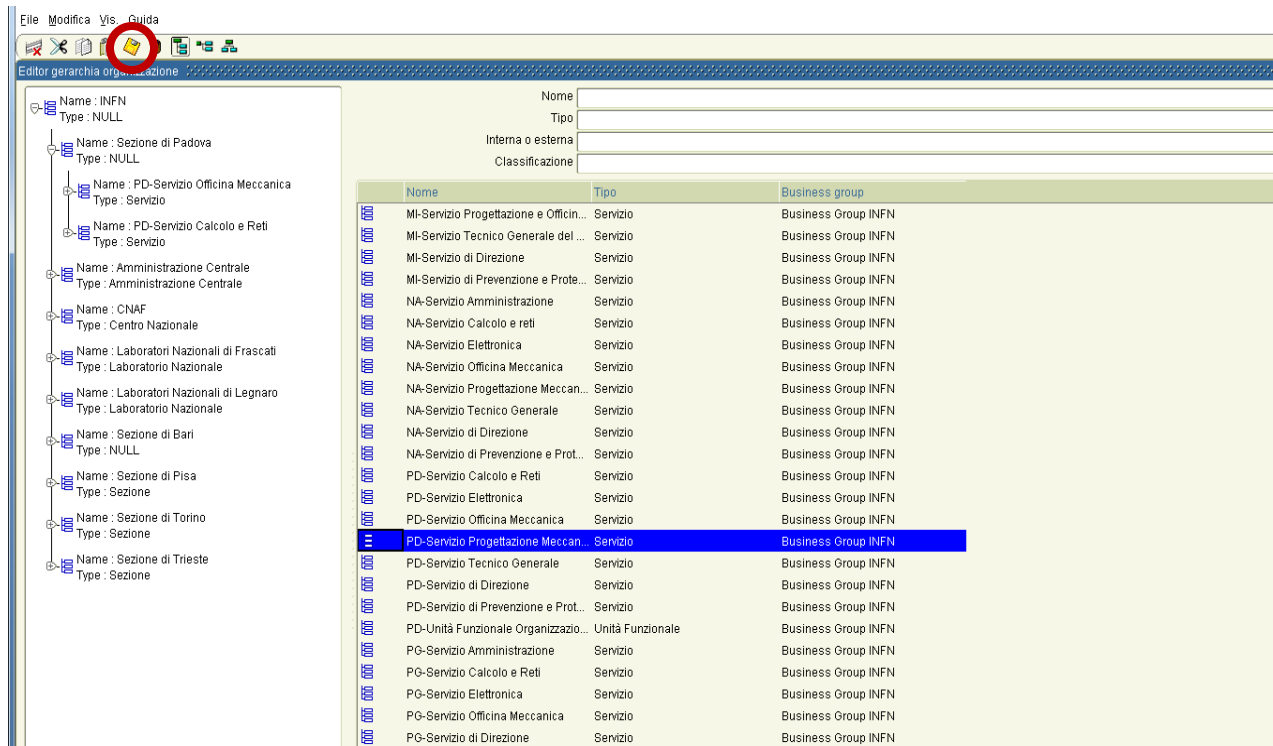 File Modifica Vis. Guida
Editor gerarchia organizzazione
Name : INFN
Type : NULL
Name : Sezione di Padova
Type : NULL
Name : PD-Servizio Officina Meccanica
Type : Servizio
Name : PD-Servizio Calcolo e Reti
Type : Servizio
Name : Amministrazione Centrale
Type : Amministrazione Centrale
Name : CNAF
Type : Centro Nazionale
Name : Laboratori Nazionali di Frascati
Type : Laboratorio Nazionale
Name : Laboratori Nazionali di Legnaro
Type : Laboratorio Nazionale
Name : Sezione di Bari
Type : NULL
Name : Sezione di Pisa
Type : Sezione
Name : Sezione di Torino
Type : Sezione
Name : Sezione di Trieste
Type : Sezione
Nome
Tipo
Interna o esterna
Classificazione
Nome Tipo Business group
MI-Servizio Progettazione e Officin... Servizio Business Group INFN
MI-Servizio Tecnico Generale del ... Servizio Business Group INFN
MI-Servizio di Direzione Servizio Business Group INFN
MI-Servizio di Prevenzione e Prote... Servizio Business Group INFN
NA-Servizio Amministrazione Servizio Business Group INFN
NA-Servizio Calcolo e reti Servizio Business Group INFN
NA-Servizio Elettronica Servizio Business Group INFN
NA-Servizio Officina Meccanica Servizio Business Group INFN
NA-Servizio Progettazione Meccan... Servizio Business Group INFN
NA-Servizio Tecnico Generale Servizio Business Group INFN
NA-Servizio di Direzione Servizio Business Group INFN
NA-Servizio di Prevenzione e Prot... Servizio Business Group INFN
PD-Servizio Calcolo e Reti Servizio Business Group INFN
PD-Servizio Elettronica Servizio Business Group INFN
PD-Servizio Officina Meccanica Servizio Business Group INFN
PD-Servizio Progettazione Meccan... Servizio Business Group INFN
PD-Servizio Tecnico Generale Servizio Business Group INFN
PD-Servizio di Direzione Servizio Business Group INFN
PD-Servizio di Prevenzione e Prot... Servizio Business Group INFN
PD-Unità Funzionale Organizzazio... Unità Funzionale Business Group INFN
PG-Servizio Amministrazione Servizio Business Group INFN
PG-Servizio Calcolo e Reti Servizio Business Group INFN
PG-Servizio Elettronica Servizio Business Group INFN
PG-Servizio Officina Meccanica Servizio Business Group INFN
PG-Servizio di Direzione Servizio Business Group INFN